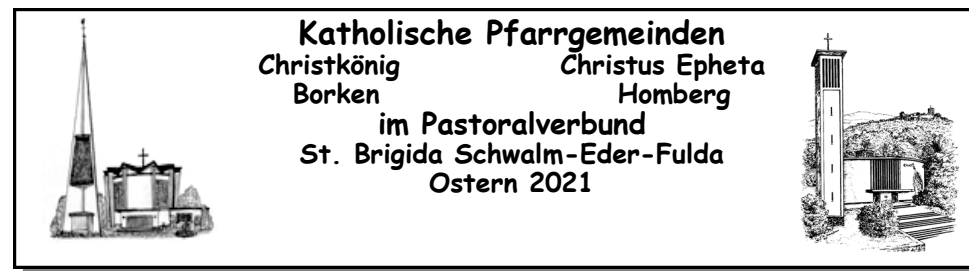 Katholische Pfarrgemeinden
Christkönig Christus Epheta
Borken Homberg
im Pastoralverbund
St. Brigida Schwalm-Eder-Fulda
Ostern 2021